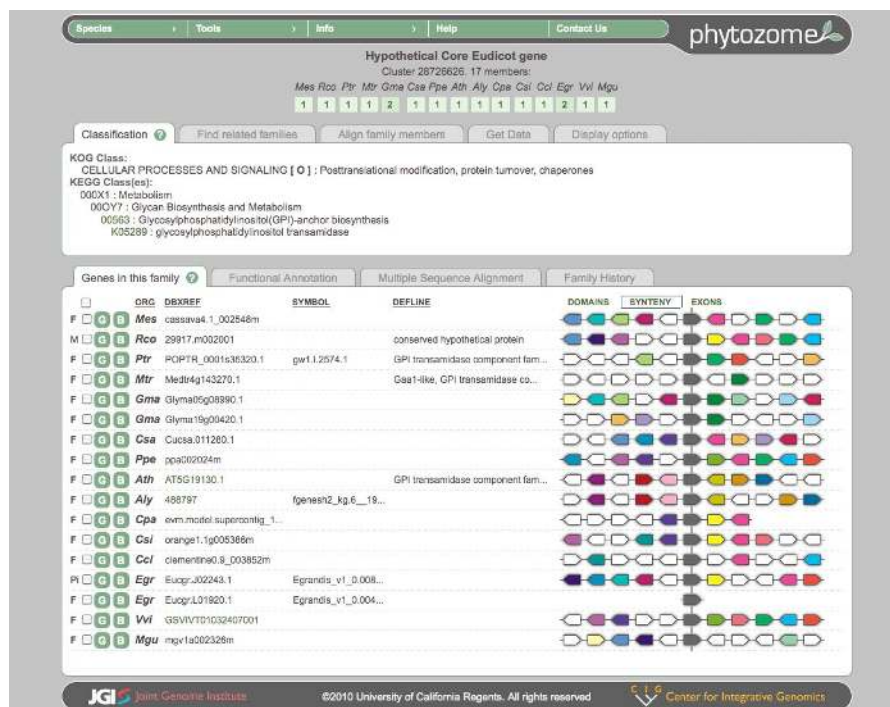 Species › Tools › Info › Help Contact Us
phytozome
Hypothetical Core Eudicot gene
Cluster 28726626. 17 members:
Mes Rco Ptr Mtr Gma Csa Ppe Ath Aly Cpa Csi Ccl Egr Vvi Mgu
1 1 1 1 2 1 1 1 1 1 1 1 2 1 1
Classification ? Find related families Align family members Get Data Display options
KOG Class:
CELLULAR PROCESSES AND SIGNALING [ O ] : Posttranslational modification, protein turnover, chaperones
KEGG Class(es):
000X1 : Metabolism
00OY7 : Glycan Biosynthesis and Metabolism
00563 : Glycosylphosphatidylinositol(GPI)-anchor biosynthesis
K05289 : glycosylphosphatidylinositol transamidase
Genes in this family ? Functional Annotation Multiple Sequence Alignment Family History
ORG DBXREF SYMBOL DEFLINE DOMAINS SYNTENY EXONS
F G B Mes cassava4.1_002548m
M G B Rco 29917.m002001 conserved hypothetical protein
F G B Ptr POPTR_0001s36320.1 gw1.I.2574.1 GPI transamidase component fam...
F G B Mtr Medtr4g143270.1 Gaa1-like, GPI transamidase co...
F G B Gma Glyma05g08990.1
F G B Gma Glyma19g00420.1
F G B Csa Cucsa.011260.1
F G B Ppe ppa002024m
F G B Ath AT5G19130.1 GPI transamidase component fam...
F G B Aly 488797 fgenesh2_kg.6__19...
F G B Cpa evm.model.supercontig_1...
F G B Csi orange1.1g005386m
F G B Ccl clementine0.9_003852m
Pi G B Egr Eucgr.J02243.1 Egrandis_v1_0.008...
F G B Egr Eucgr.L01920.1 Egrandis_v1_0.004...
F G B Vvi GSVIVT01032407001
F G B Mgu mgv1a002326m
JGI Joint Genome Institute ©2010 University of California Regents. All rights reserved CIG Center for Integrative Genomics